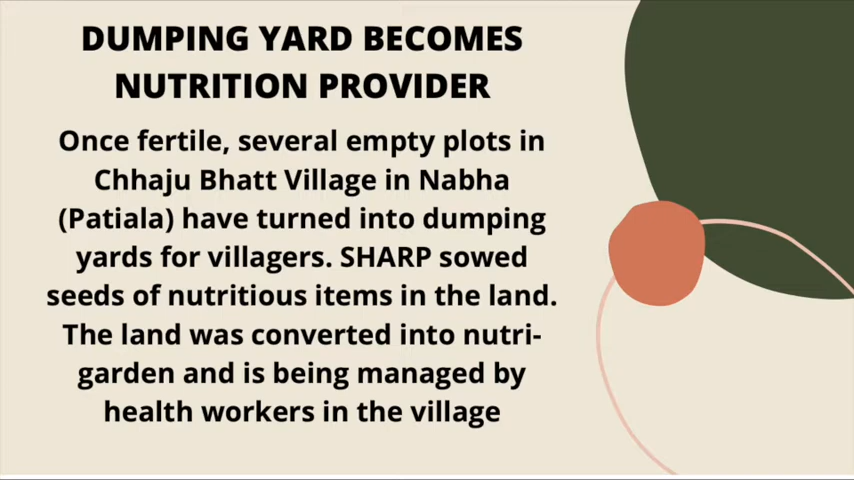 DUMPING YARD BECOMES
NUTRITION PROVIDER
Once fertile, several empty plots in
Chhaju Bhatt Village in Nabha
(Patiala) have turned into dumping
yards for villagers. SHARP sowed
seeds of nutritious items in the land.
The land was converted into nutri-
garden and is being managed by
health workers in the village